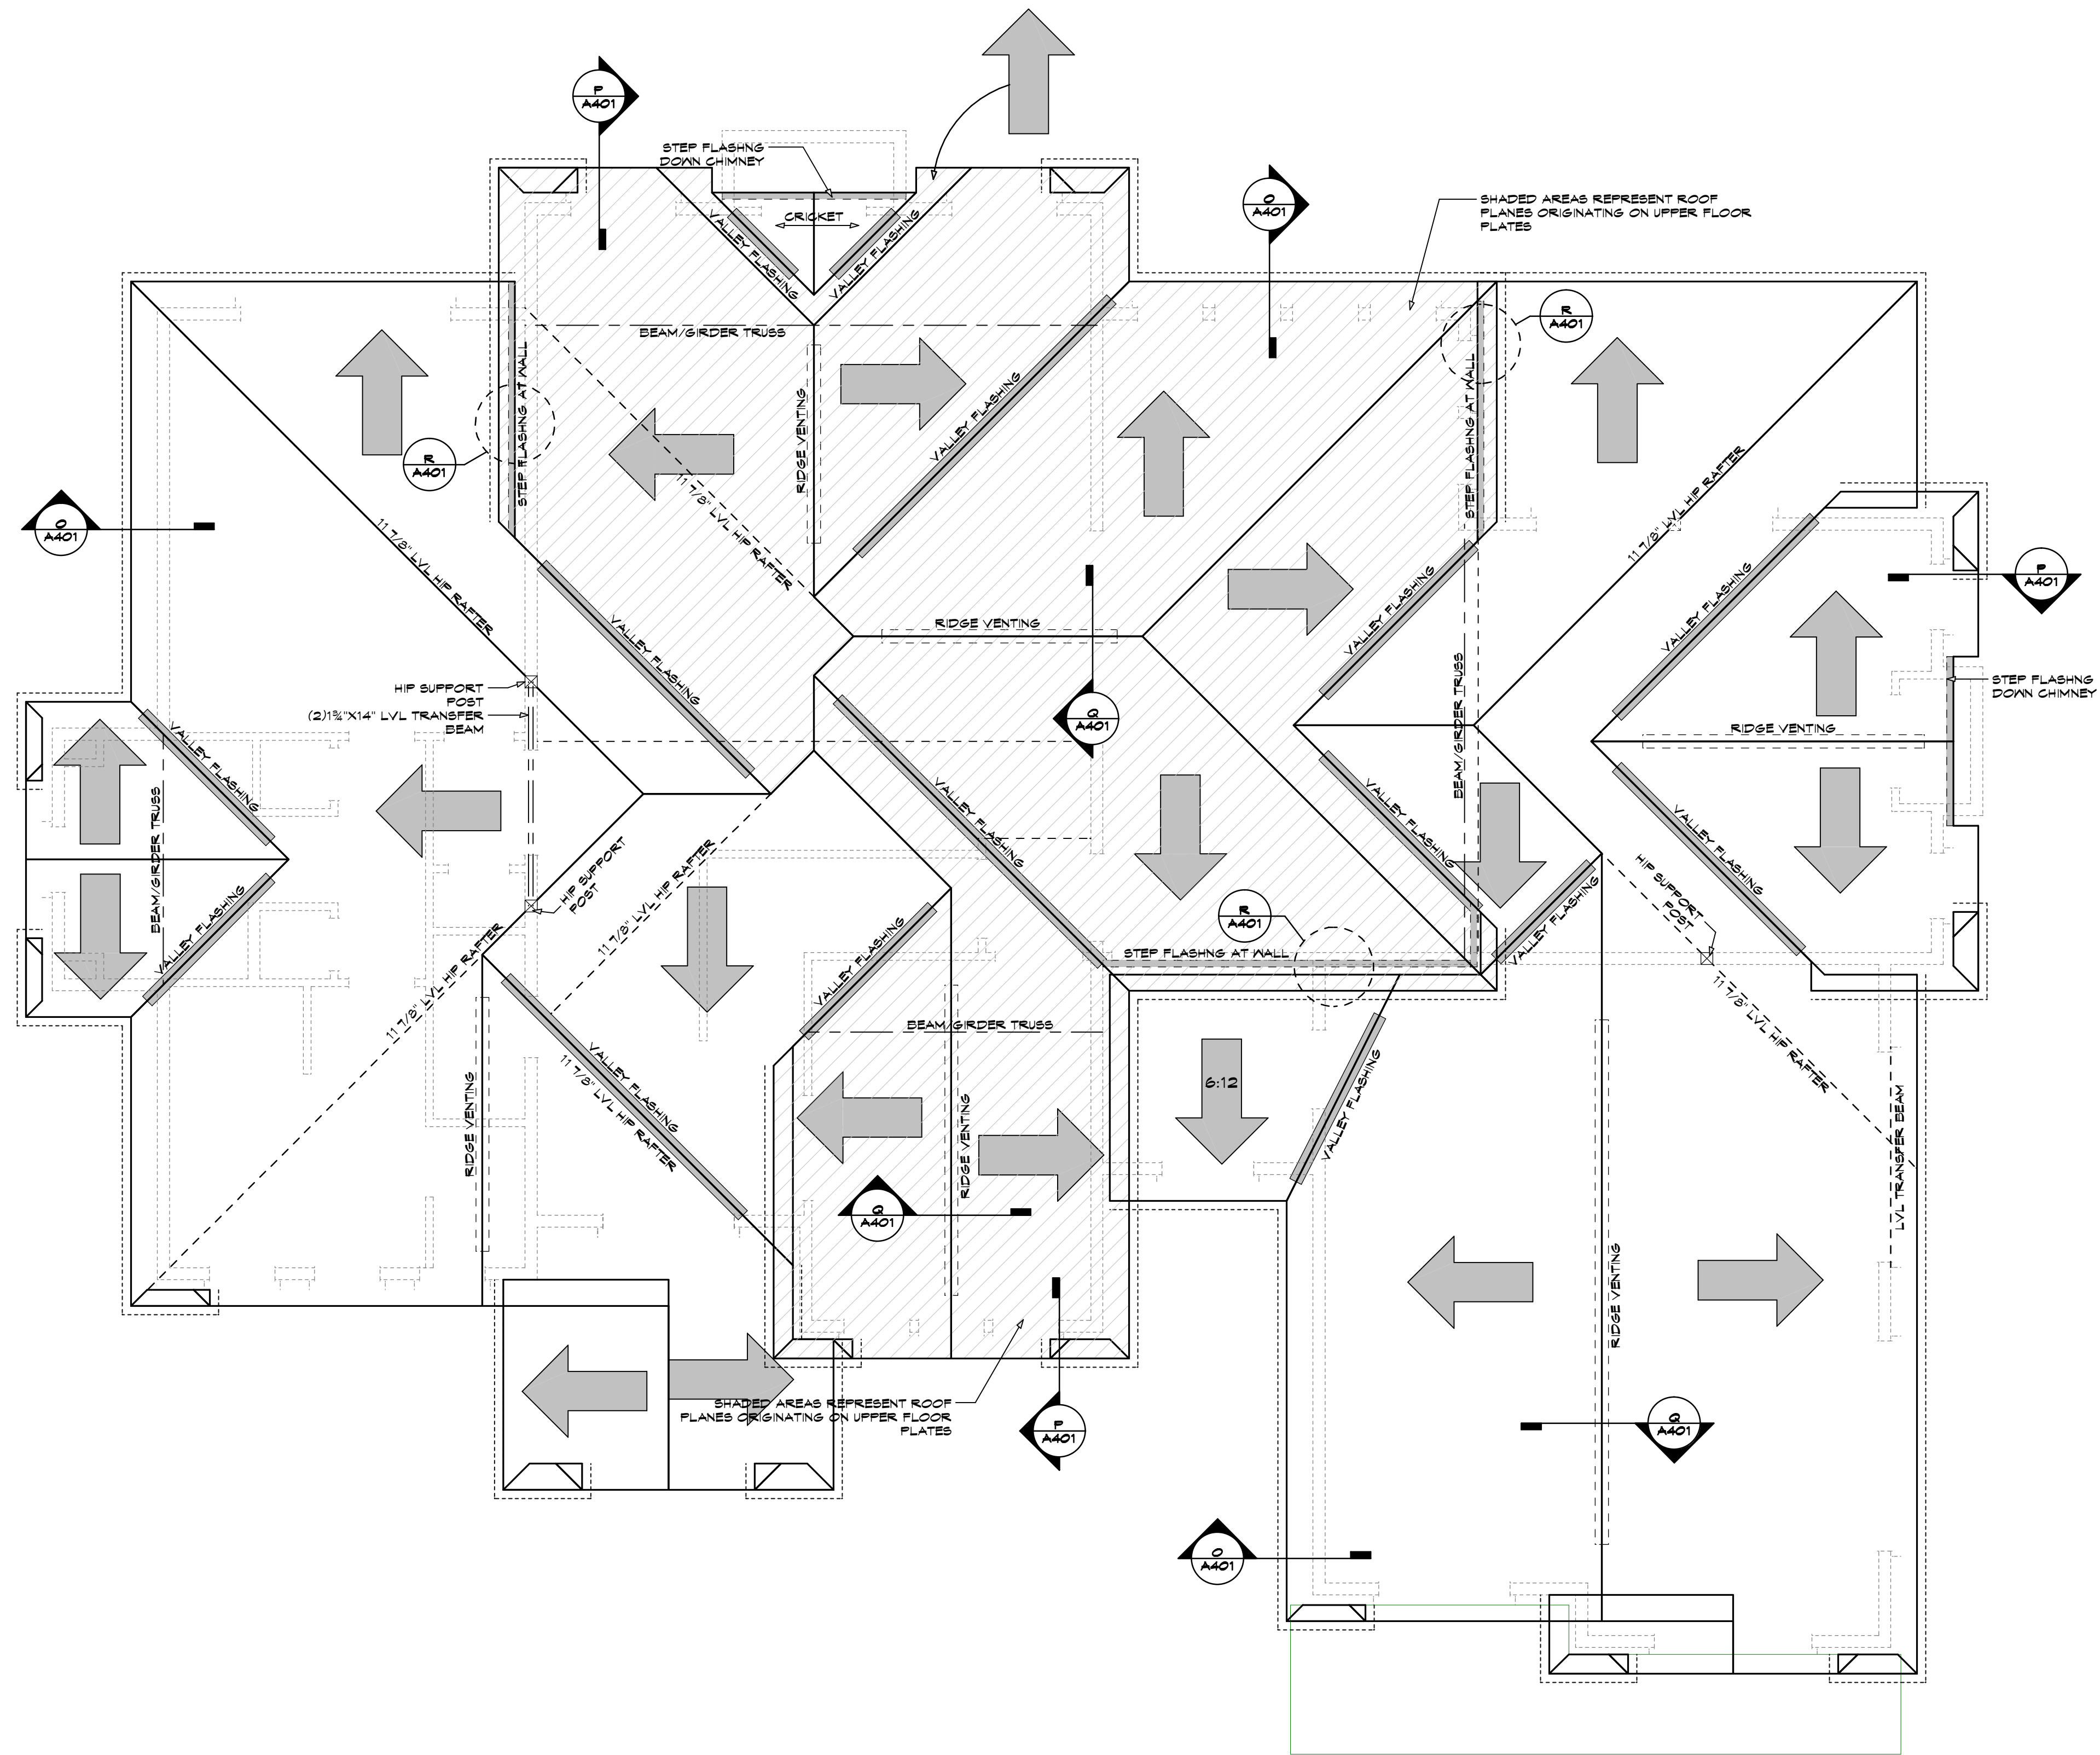 P
A401
STEP FLASHNG
DOWN CHIMNEY
CRICKET
VALLEY FLASHING
VALLEY FLASHING
O
A401
SHADED AREAS REPRESENT ROOF
PLANES ORIGINATING ON UPPER FLOOR
PLATES
R
A401
BEAM/GIRDER TRUSS
STEP FLASHNG AT WALL
RIDGE VENTING
VALLEY FLASHING
STEP FLASHNG AT WALL
R
A401
11 7/8" LVL HIP RAFTER
11 7/8" LVL HIP RAFTER
O
A401
11 7/8" LVL HIP RAFTER
VALLEY FLASHING
VALLEY FLASHING
P
A401
RIDGE VENTING
VALLEY FLASHING
HIP SUPPORT
POST
(2)1¾"X14" LVL TRANSFER
BEAM
Q
A401
BEAM/GIRDER TRUSS
STEP FLASHNG
DOWN CHIMNEY
RIDGE VENTING
VALLEY FLASHING
BEAM/GIRDER TRUSS
VALLEY FLASHING
VALLEY FLASHING
VALLEY FLASHING
VALLEY FLASHING
HIP SUPPORT
POST
11 7/8" LVL HIP RAFTER
VALLEY FLASHING
R
A401
STEP FLASHNG AT WALL
VALLEY FLASHING
HIP SUPPORT
POST
11 7/8" LVL HIP RAFTER
11 7/8" LVL HIP RAFTER
BEAM/GIRDER TRUSS
VALLEY FLASHING
11 7/8" LVL HIP RAFTER
RIDGE VENTING
RIDGE VENTING
6:12
VALLEY FLASHING
LVL TRANSFER BEAM
Q
A401
RIDGE VENTING
SHADED AREAS REPRESENT ROOF
PLANES ORIGINATING ON UPPER FLOOR
PLATES
P
A401
Q
A401
O
A401